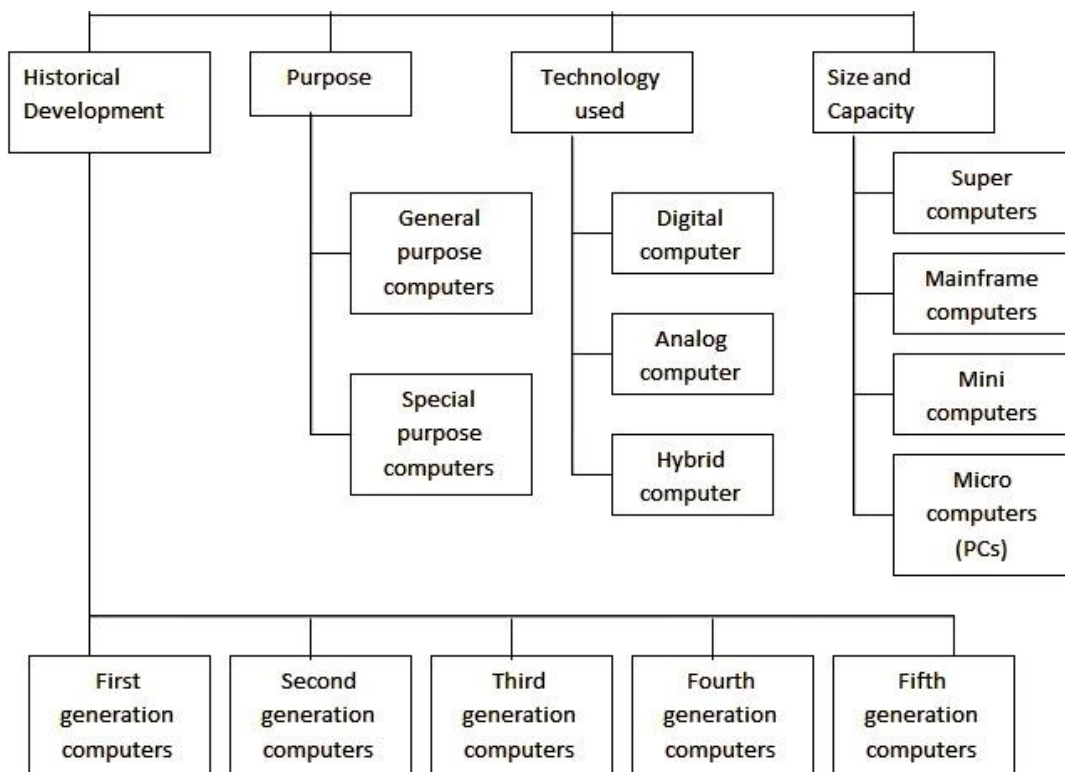 Historical
Development
Purpose
Technology
used
Size and
Capacity
General
purpose
computers
Special
purpose
computers
Digital
computer
Analog
computer
Hybrid
computer
Super
computers
Mainframe
computers
Mini
computers
Micro
computers
(PCs)
First
generation
computers
Second
generation
computers
Third
generation
computers
Fourth
generation
computers
Fifth
generation
computers